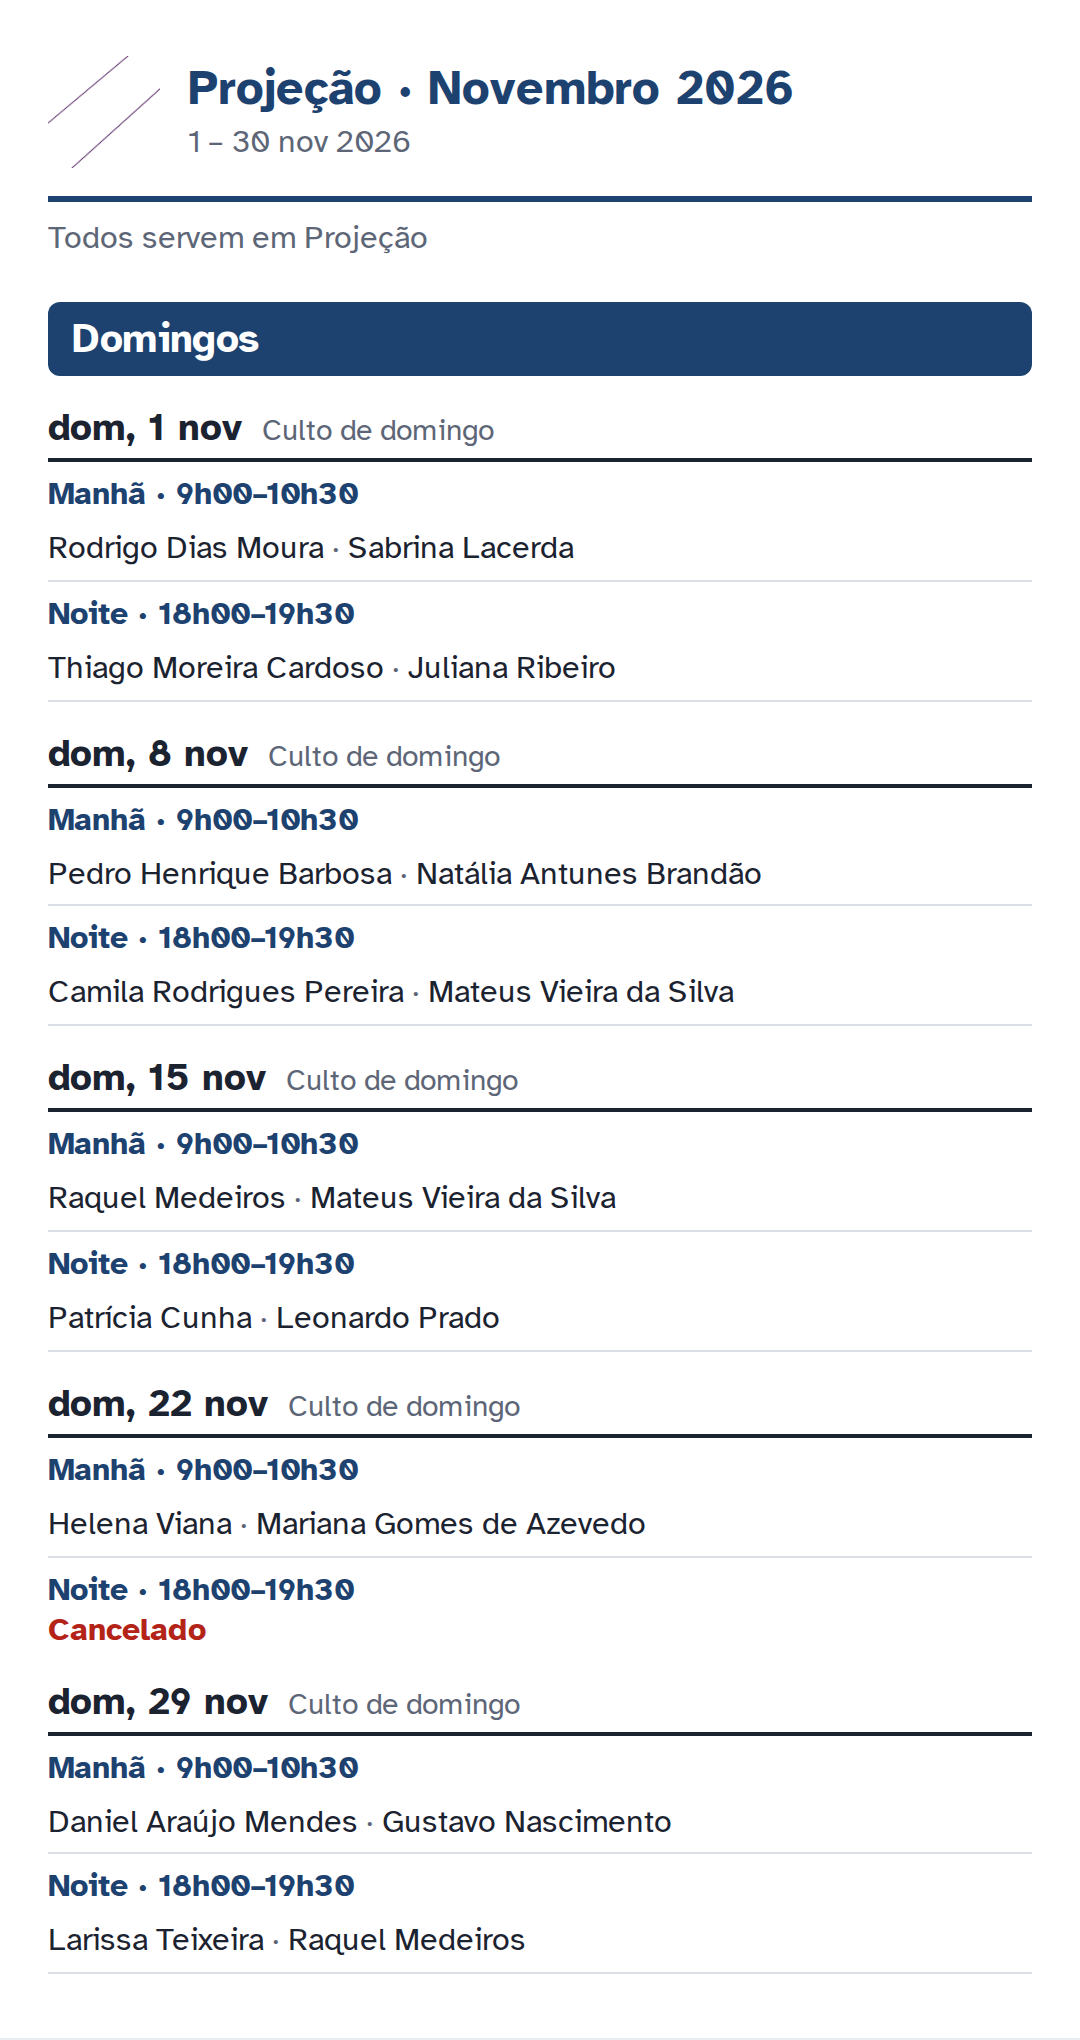 Projeção • Novembro 2026
1 – 30 nov 2026
Todos servem em Projeção
Domingos
dom, 1 nov Culto de domingo
Manhã • 9h00–10h30
Rodrigo Dias Moura · Sabrina Lacerda
Noite • 18h00–19h30
Thiago Moreira Cardoso · Juliana Ribeiro
dom, 8 nov Culto de domingo
Manhã • 9h00–10h30
Pedro Henrique Barbosa · Natália Antunes Brandão
Noite • 18h00–19h30
Camila Rodrigues Pereira · Mateus Vieira da Silva
dom, 15 nov Culto de domingo
Manhã • 9h00–10h30
Raquel Medeiros · Mateus Vieira da Silva
Noite • 18h00–19h30
Patrícia Cunha · Leonardo Prado
dom, 22 nov Culto de domingo
Manhã • 9h00–10h30
Helena Viana · Mariana Gomes de Azevedo
Noite • 18h00–19h30
Cancelado
dom, 29 nov Culto de domingo
Manhã • 9h00–10h30
Daniel Araújo Mendes · Gustavo Nascimento
Noite • 18h00–19h30
Larissa Teixeira · Raquel Medeiros